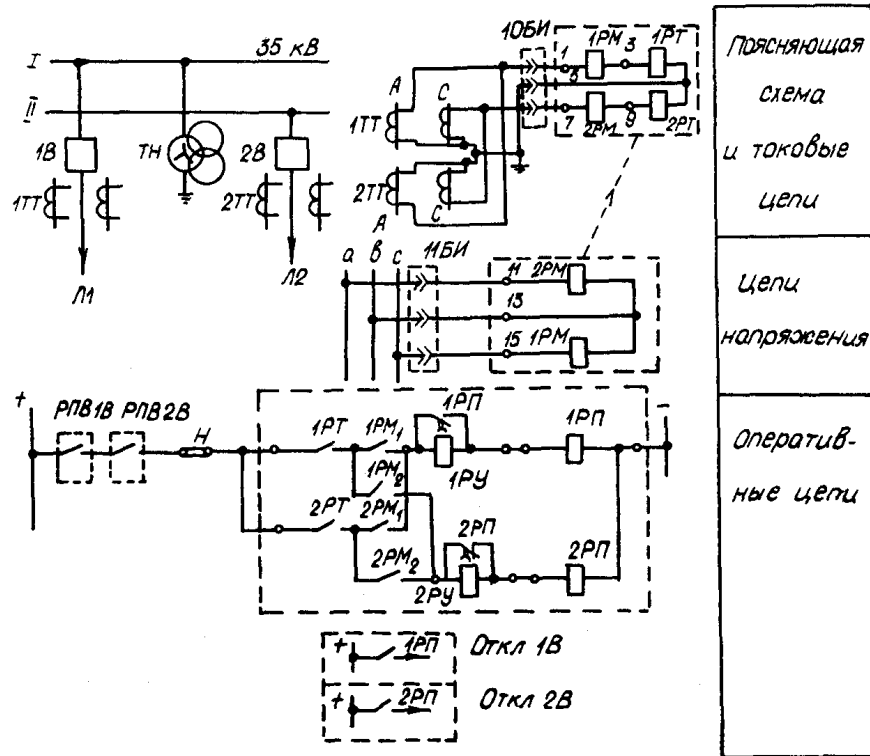 I
35 кВ
II
1В
ТН
2В
1ТТ
2ТТ
Л1
Л2
10БИ
1
1РМ
3
1РТ
5
7
2РМ
9
2РТ
А
С
1ТТ
2ТТ
А
С
1
а
в
с
11БИ
11
2РМ
13
15
1РМ
+
РПВ1В
РПВ2В
Н
1РТ
1РМ1
1РП
1РП
−
1РМ2
1РУ
2РТ
2РМ1
2РП
2РП
2РМ2
2РУ
+
1РП
Откл 1В
+
2РП
Откл 2В
Поясняющая
схема
и токовые
цепи
Цепи
напряжения
Оператив-
ные цепи